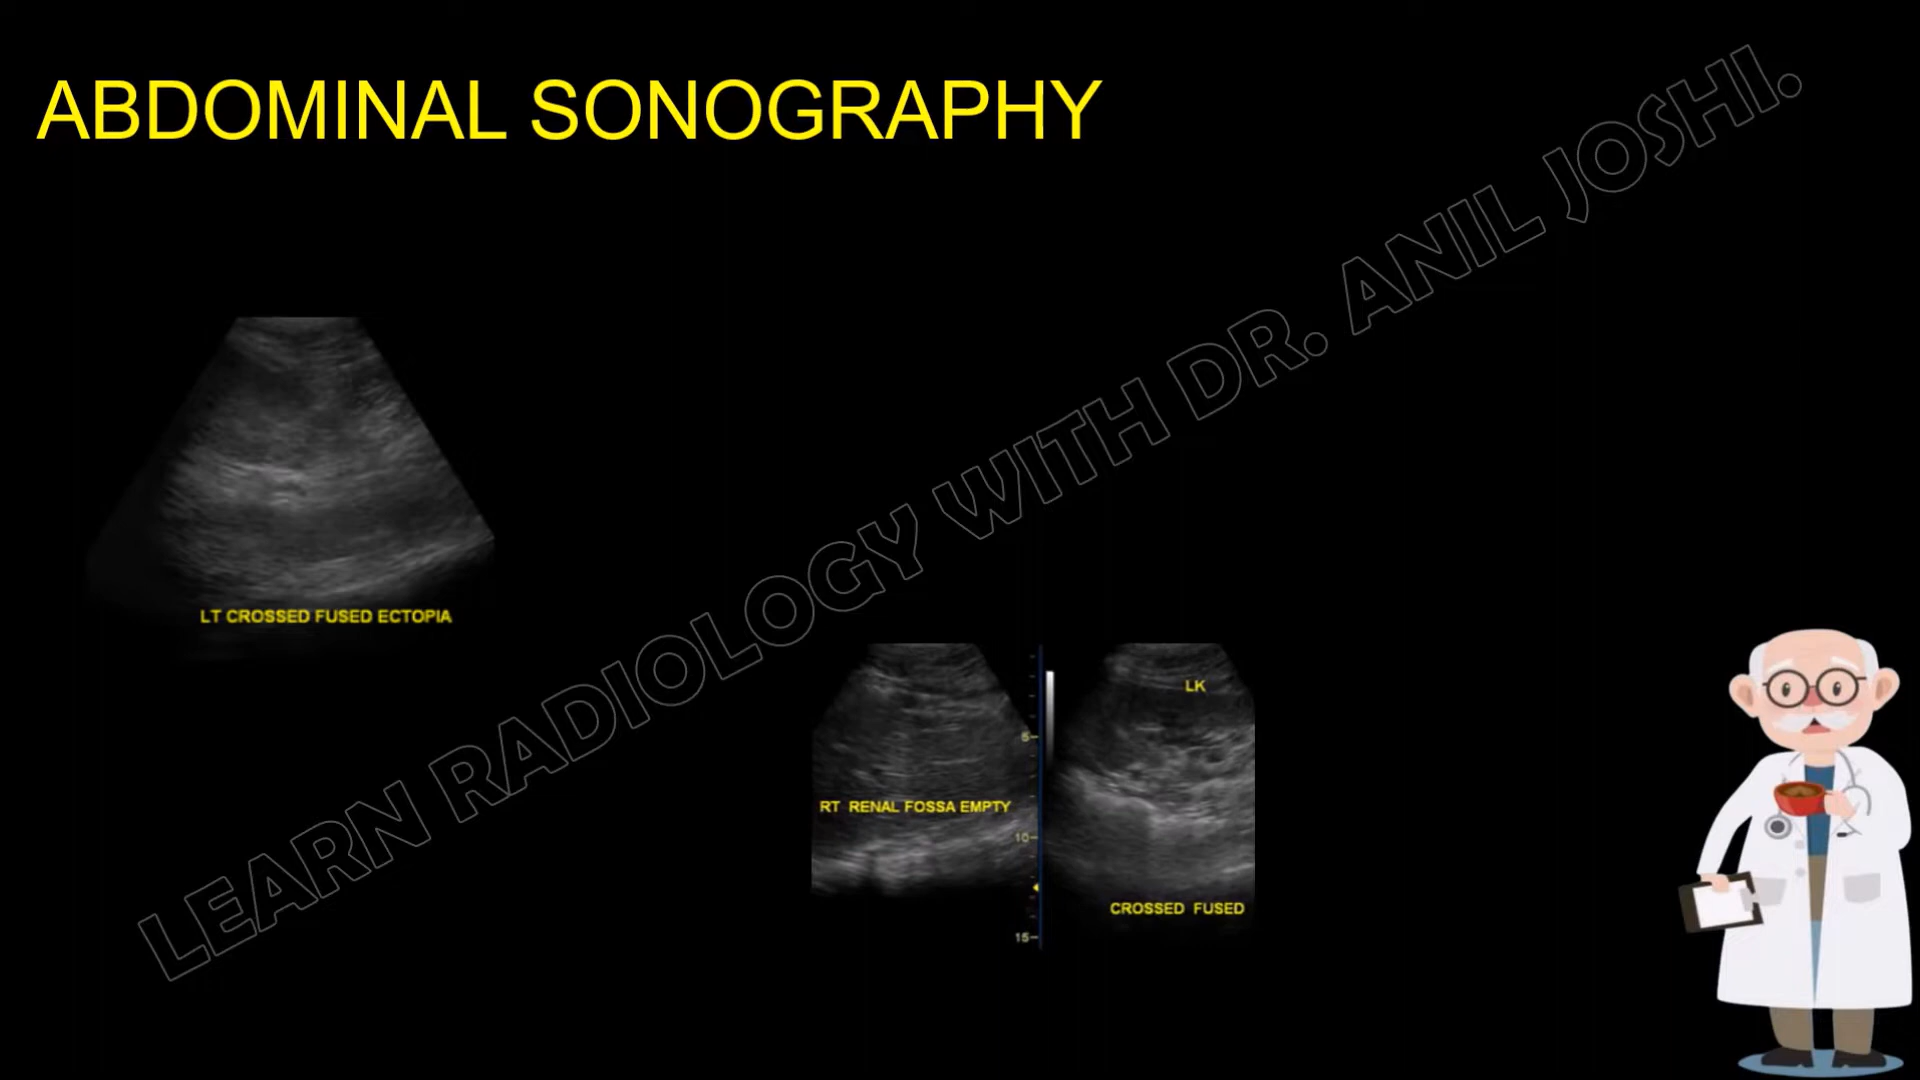 ABDOMINAL SONOGRAPHY
LEARN RADIOLOGY WITH DR. ANIL JOSHI.
LT CROSSED FUSED ECTOPIA
LK
5
RT RENAL FOSSA EMPTY
10
CROSSED FUSED
15